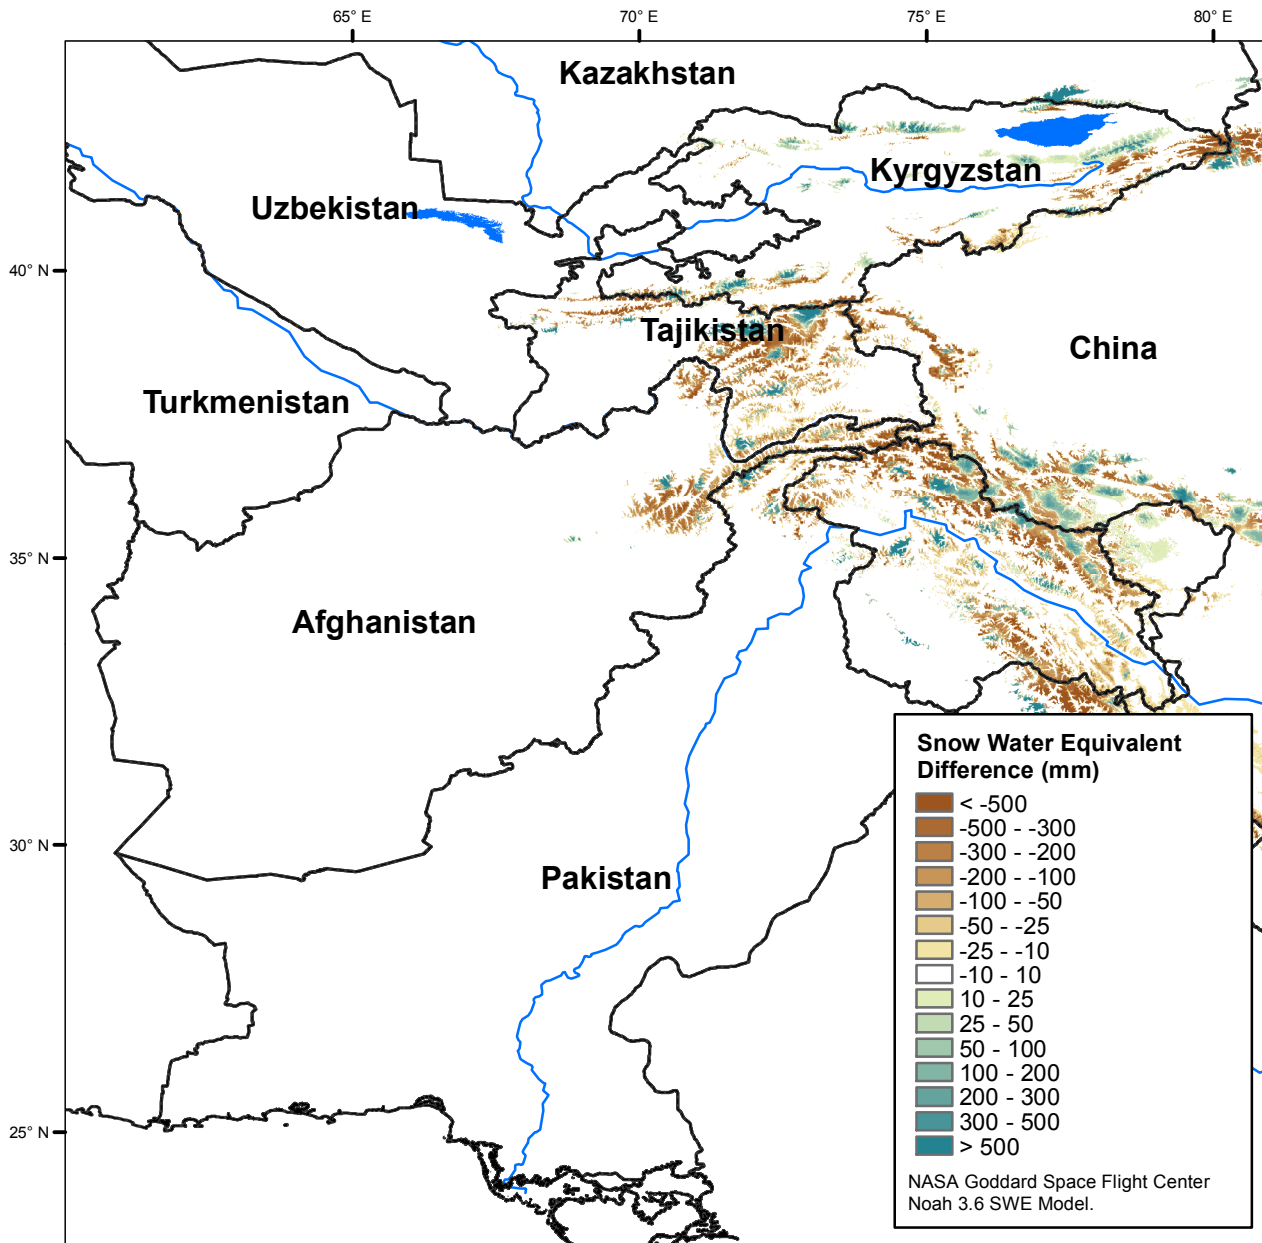 65° E
70° E
75° E
80° E
Kazakhstan
Kyrgyzstan
Uzbekistan
40° N
Tajikistan
China
Turkmenistan
35° N
Afghanistan
30° N
Pakistan
25° N
Snow Water Equivalent
Difference (mm)
< -500
-500 - -300
-300 - -200
-200 - -100
-100 - -50
-50 - -25
-25 - -10
-10 - 10
10 - 25
25 - 50
50 - 100
100 - 200
200 - 300
300 - 500
> 500
NASA Goddard Space Flight Center
Noah 3.6 SWE Model.